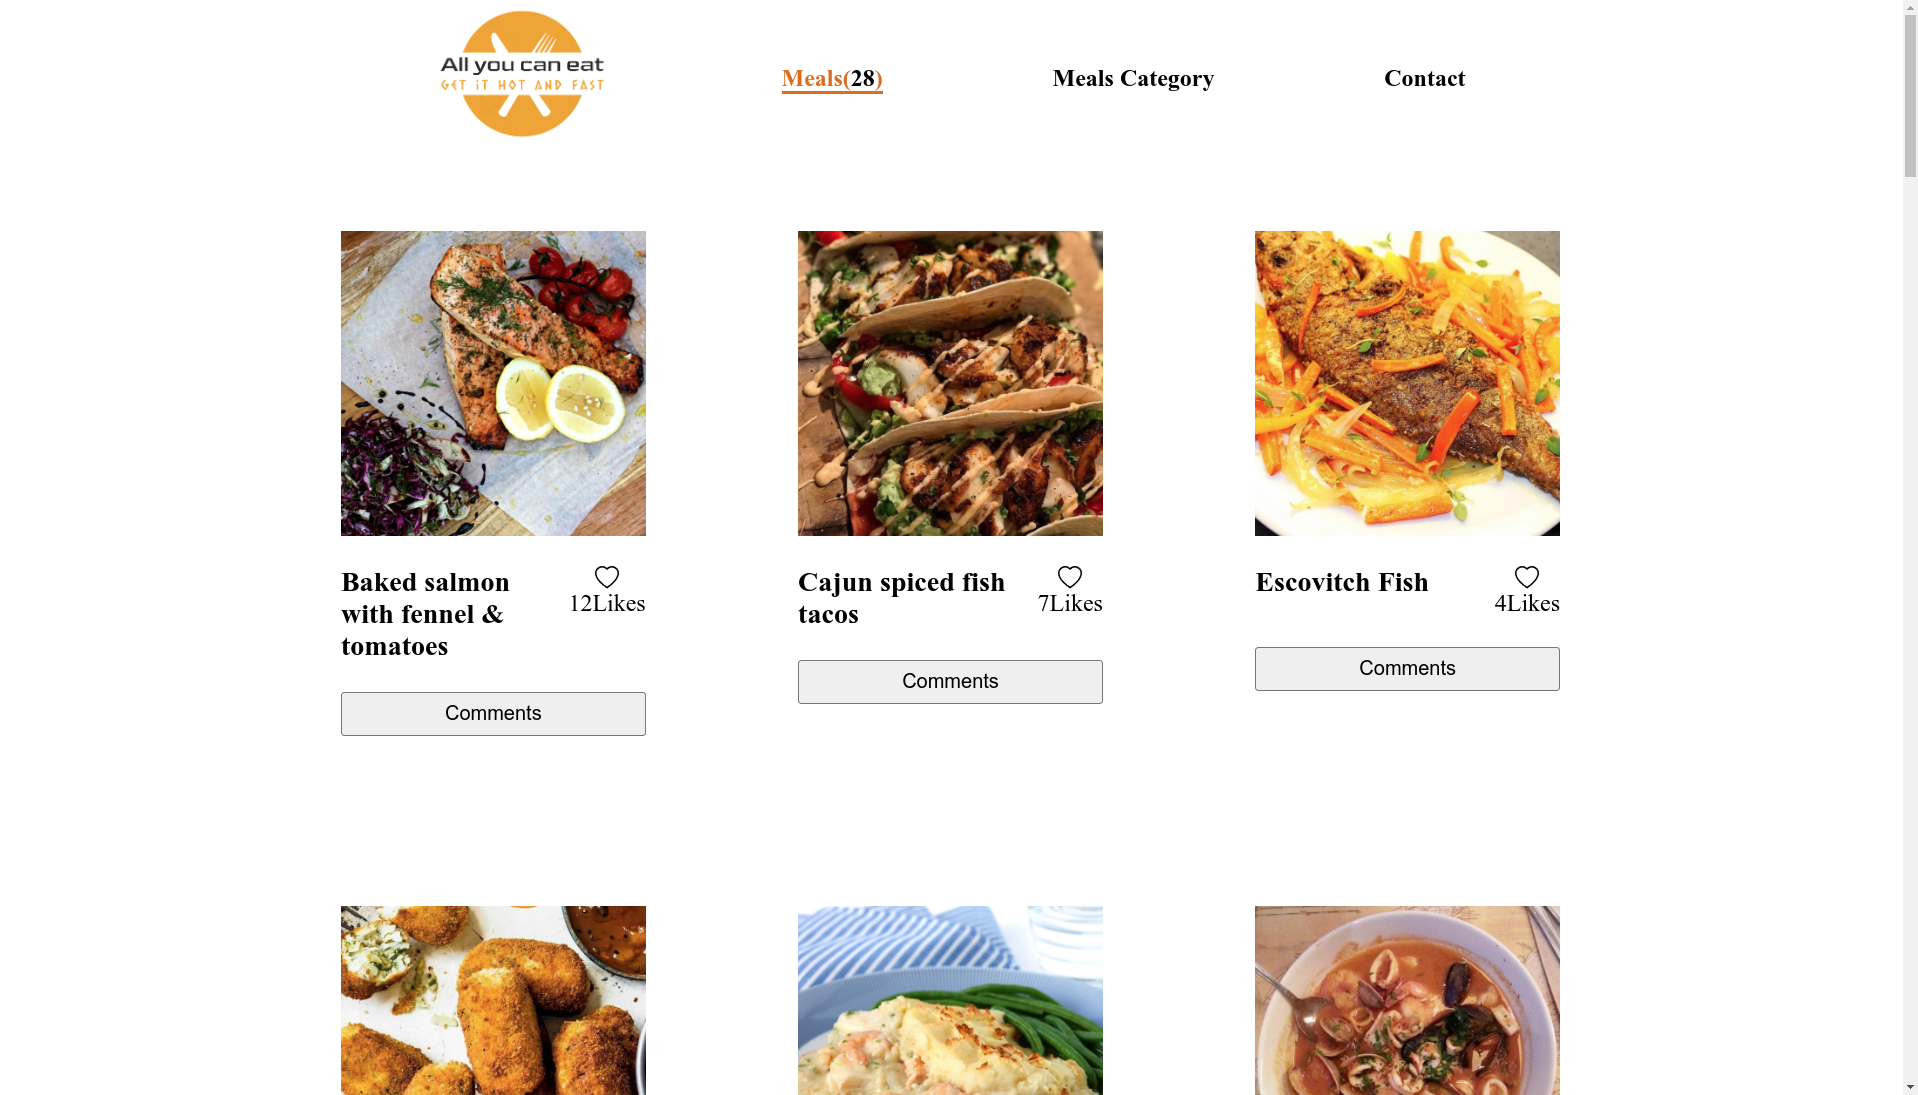 All you can eat
GET iT HOT AND FAST
Meals(28)
Meals Category
Contact
Baked salmon
with fennel &
tomatoes
12Likes
Comments
Cajun spiced fish
tacos
7Likes
Comments
Escovitch Fish
4Likes
Comments